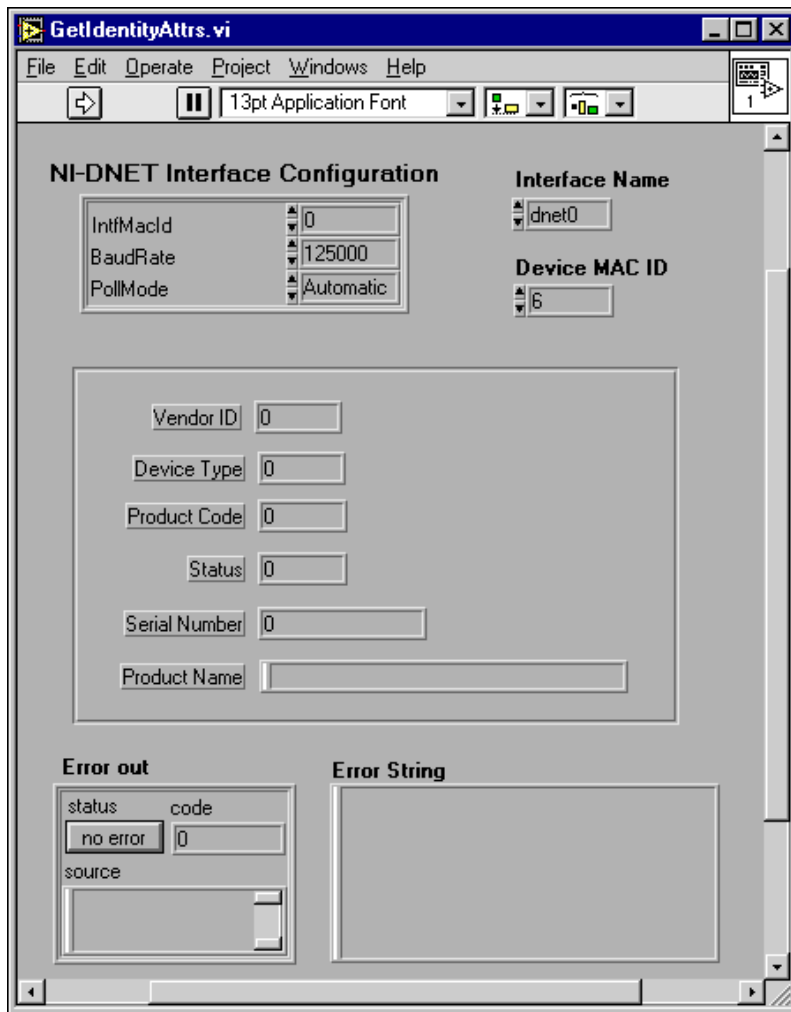 GetIdentityAttrs.vi
File Edit Operate Project Windows Help
13pt Application Font
1
NI-DNET Interface Configuration
Interface Name
IntfMacId 0
dnet0
BaudRate 125000
Device MAC ID
PollMode Automatic
6
Vendor ID 0
Device Type 0
Product Code 0
Status 0
Serial Number 0
Product Name
Error out
Error String
status code
no error 0
source